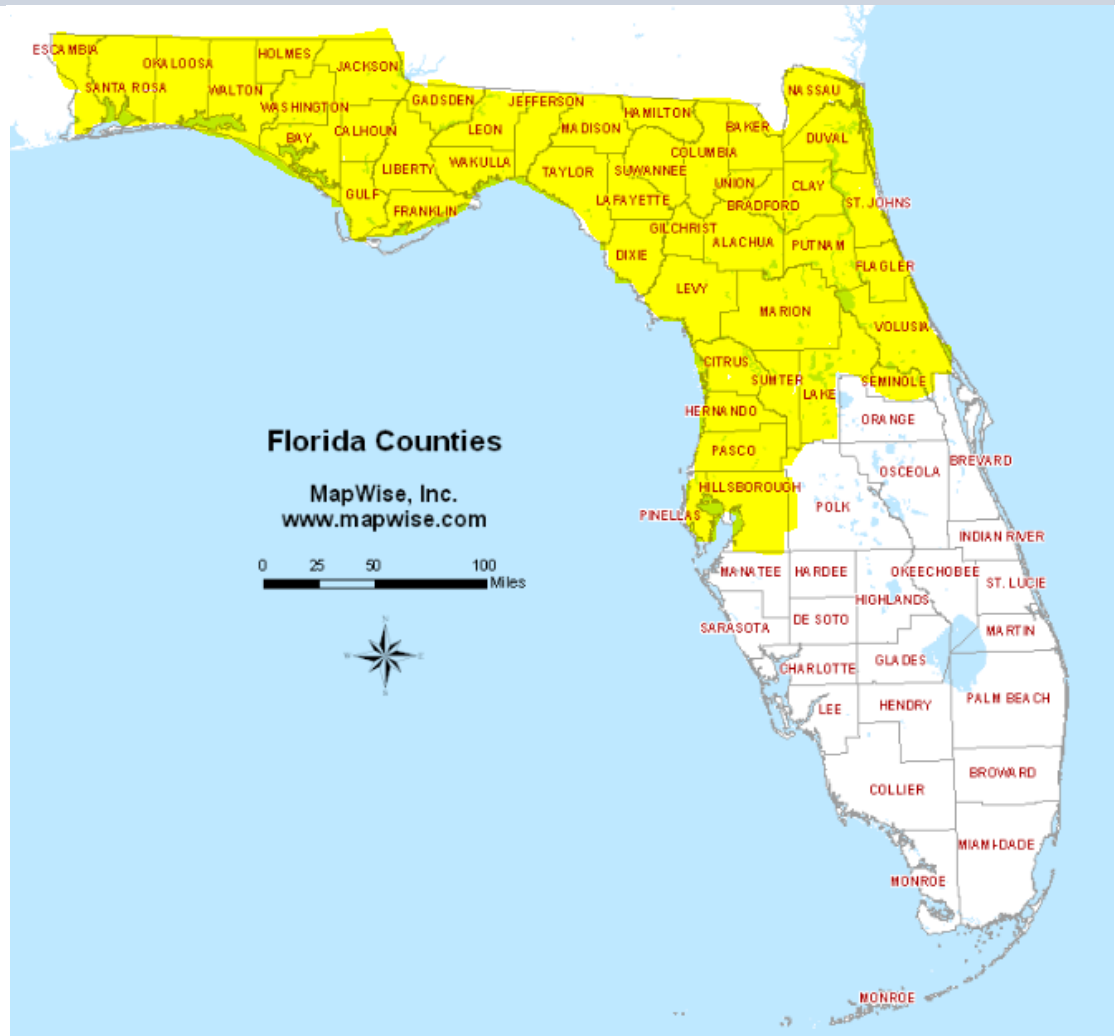 ESCAMBIA
OKALOOSA
HOLMES
JACKSON
SANTA ROSA
WALTON
WASHINGTON
GADSDEN
JEFFERSON
HAMILTON
NASSAU
BAY
CALHOUN
LEON
MADISON
BAKER
DUVAL
LIBERTY
WAKULLA
TAYLOR
SUWANNEE
COLUMBIA
GULF
FRANKLIN
LAFAYETTE
UNION
CLAY
BRADFORD
ST. JOHNS
GILCHRIST
DIXIE
ALACHUA
PUTNAM
FLAGLER
LEVY
MARION
VOLUSIA
CITRUS
SUMTER
LAKE
SEMINOLE
HERNANDO
ORANGE
PASCO
OSCEOLA
BREVARD
HILLSBOROUGH
PINELLAS
POLK
INDIAN RIVER
MANATEE
HARDEE
OKEECHOBEE
ST. LUCIE
HIGHLANDS
SARASOTA
DE SOTO
MARTIN
CHARLOTTE
GLADES
LEE
HENDRY
PALM BEACH
COLLIER
BROWARD
MIAMI-DADE
MONROE
MONROE
Florida Counties
MapWise, Inc.
www.mapwise.com
0 25 50 100
Miles
N
W E
S